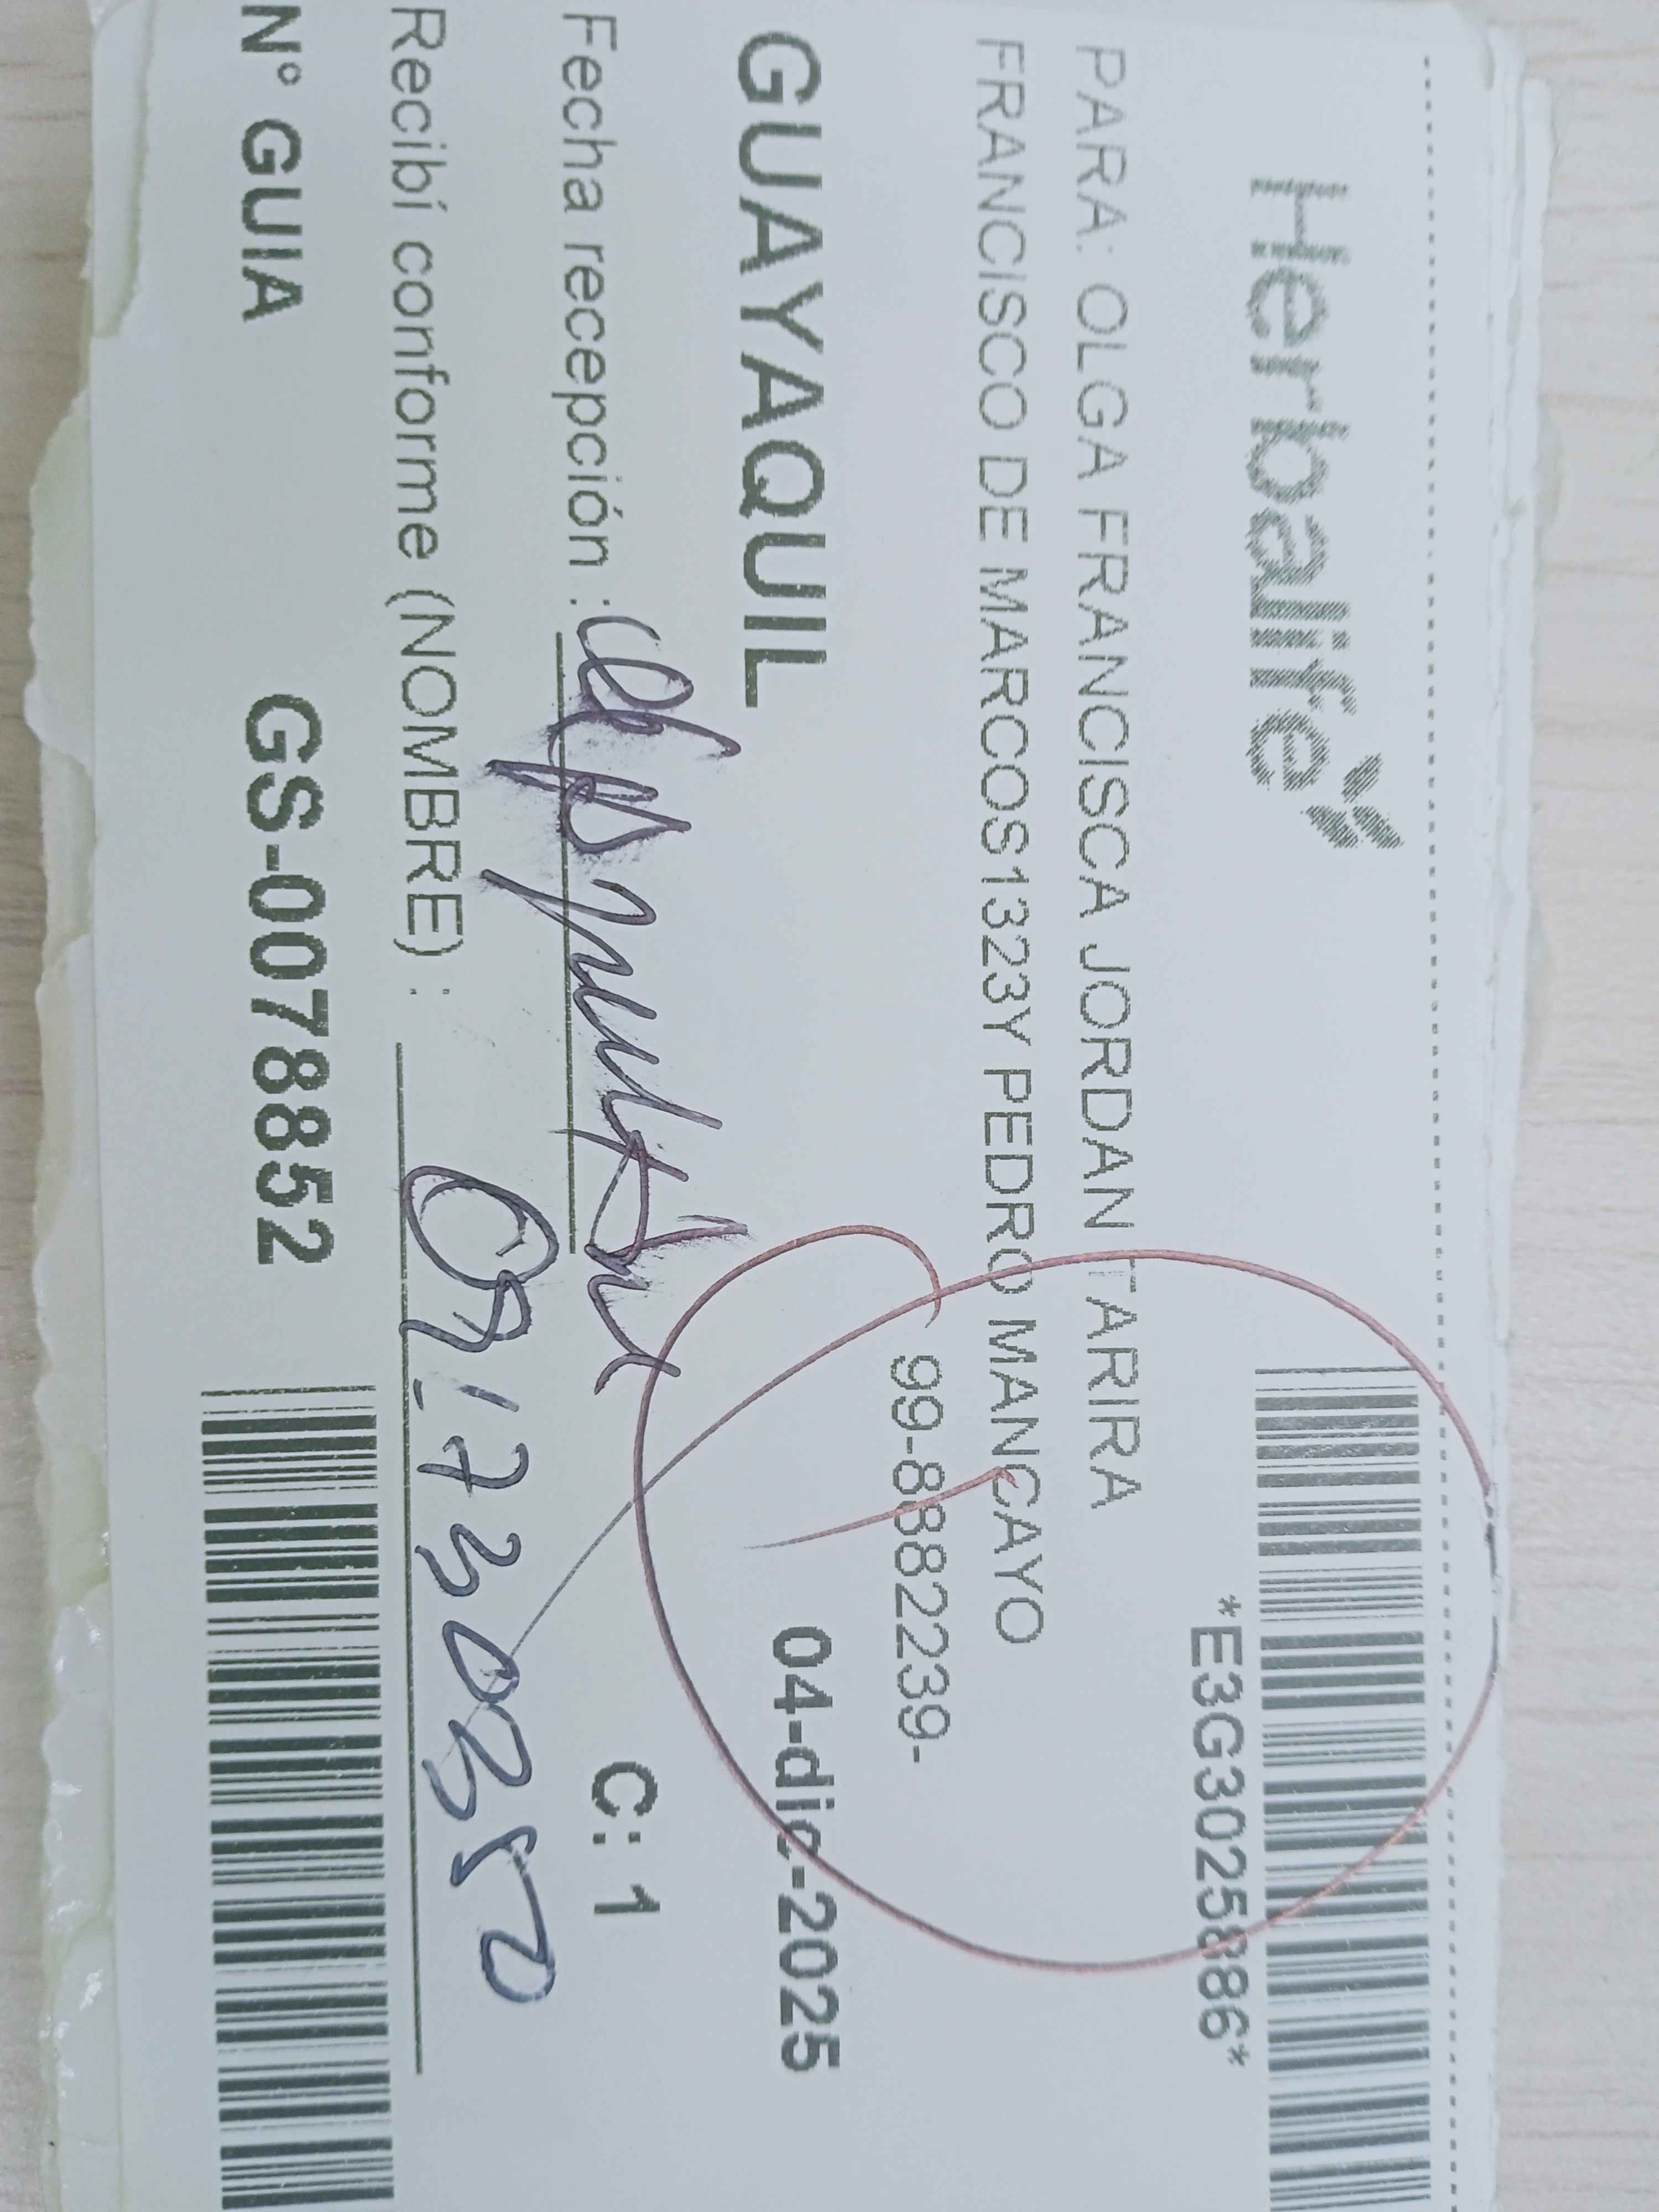 Herbalife
*E3G3025886*
PARA: OLGA FRANCISCA JORDAN TARIRA
FRANCISCO DE MARCOS1323Y PEDRO MANCAYO
99-8882239-
GUAYAQUIL
04-dic-2025
Fecha recepción :
C: 1
Recibí conforme (NOMBRE) :
N° GUIA GS-0078852